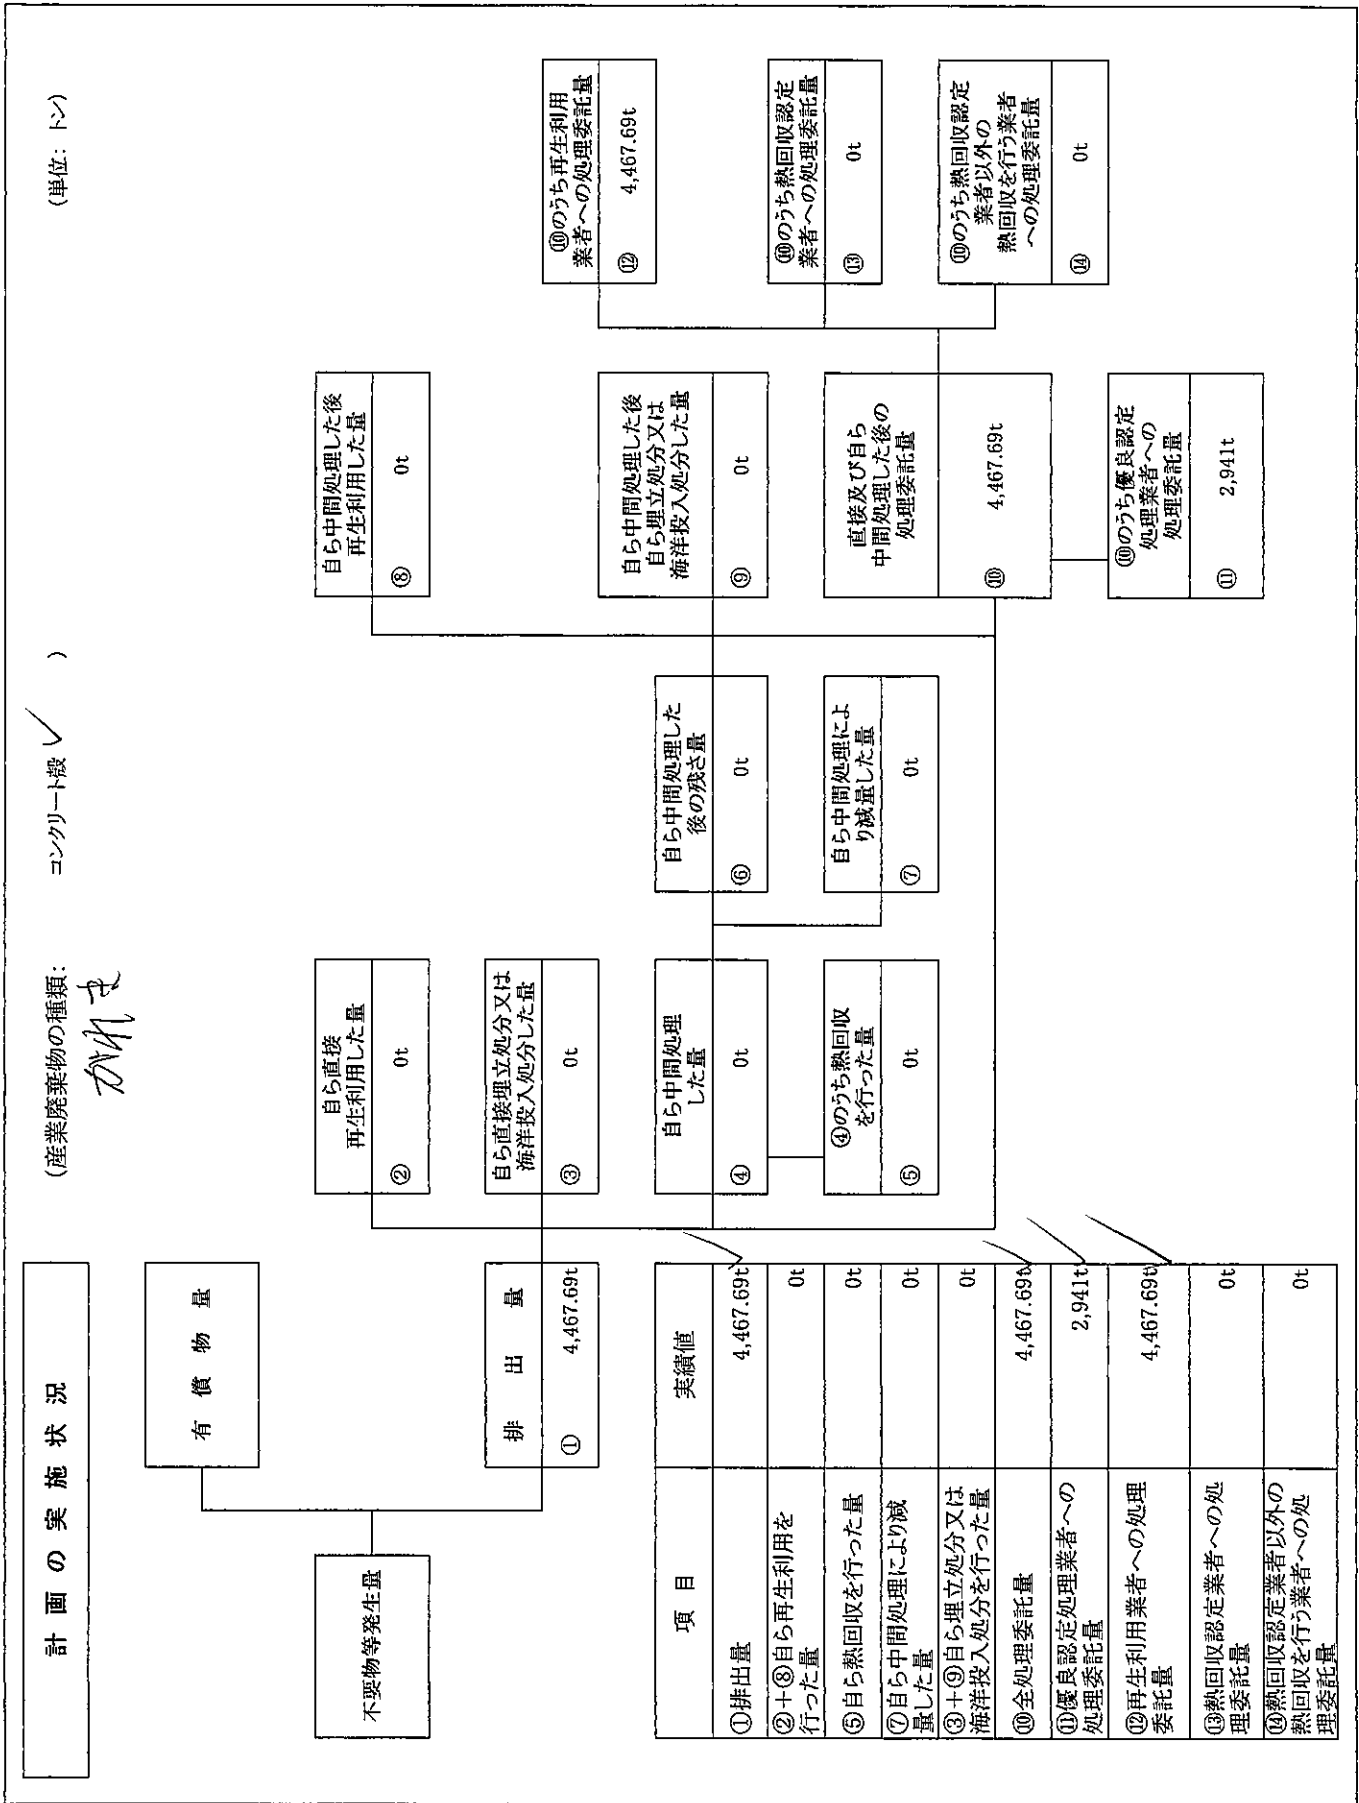 計画の実施状況
(産業廃棄物の種類:
コンクリート殻
)
(単位:トン)
がれき
有償物量
不要物等発生量
排出量
① 4,467.69t
自ら直接
再生利用した量
② 0t
自ら直接埋立処分又は
海洋投入処分した量
③ 0t
自ら中間処理
した量
④ 0t
④のうち熱回収
を行った量
⑤ 0t
自ら中間処理した
後の残さ量
⑥ 0t
自ら中間処理によ
り減量した量
⑦ 0t
自ら中間処理した後
再生利用した量
⑧ 0t
自ら中間処理した後
自ら埋立処分又は
海洋投入処分した量
⑨ 0t
直接及び自ら
中間処理した後の
処理委託量
⑩ 4,467.69t
⑩のうち優良認定
処理業者への
処理委託量
⑪ 2,941t
⑩のうち再生利用
業者への処理委託量
⑫ 4,467.69t
⑩のうち熱回収認定
業者への処理委託量
⑬ 0t
⑩のうち熱回収認定
業者以外の
熱回収を行う業者
への処理委託量
⑭ 0t
項目 実績値
①排出量 4,467.69t
②+⑧自ら再生利用を
行った量 0t
⑤自ら熱回収を行った量 0t
⑦自ら中間処理により減
量した量 0t
③+⑨自ら埋立処分又は
海洋投入処分を行った量 0t
⑩全処理委託量 4,467.69t
⑪優良認定処理業者への
処理委託量 2,941t
⑫再生利用業者への処理
委託量 4,467.69t
⑬熱回収認定業者への処
理委託量 0t
⑭熱回収認定業者以外の
熱回収を行う業者への処
理委託量 0t